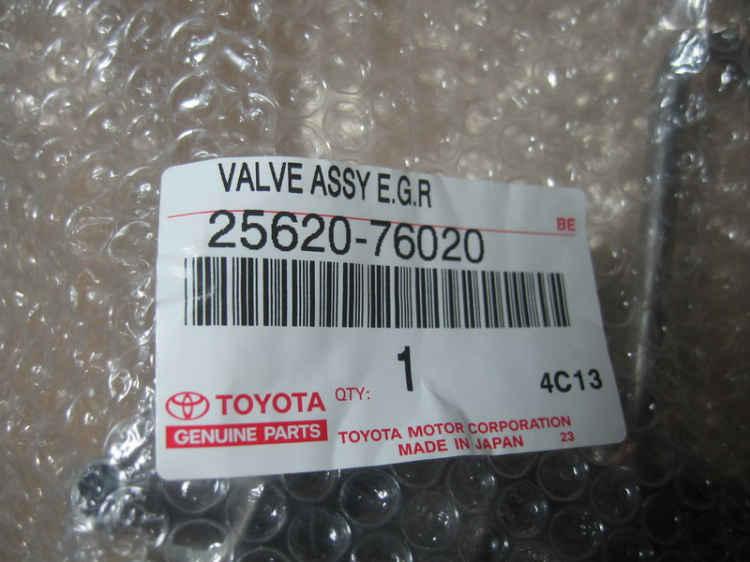 VALVE ASSY E.G.R
BE
25620-76020
QTY: 1
4C13
TOYOTA
GENUINE PARTS
TOYOTA MOTOR CORPORATION
MADE IN JAPAN 23